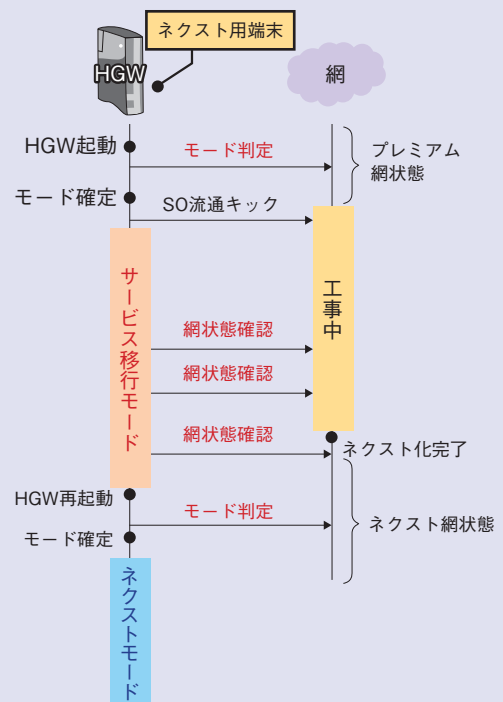 ネクスト用端末
HGW
網
HGW起動
モード判定
プレミアム
網状態
モード確定
SO流通キック
サービス移行モード
工事中
網状態確認
網状態確認
網状態確認
ネクスト化完了
HGW再起動
モード判定
ネクスト網状態
モード確定
ネクストモード